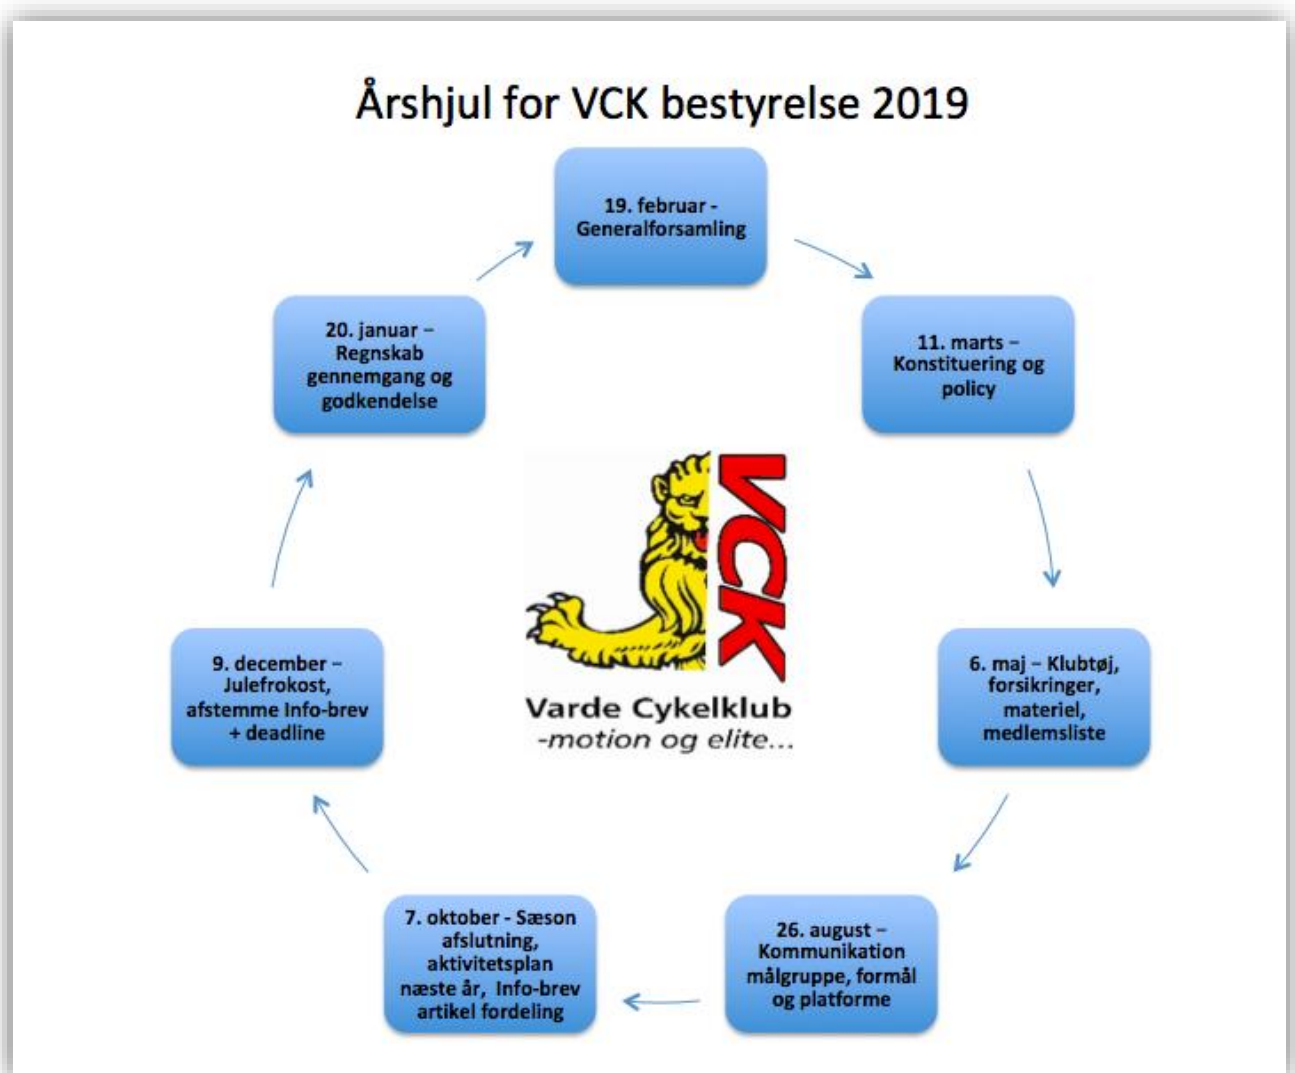 Årshjul for VCK bestyrelse 2019
19. februar -
Generalforsamling
11. marts –
Konstituering og
policy
6. maj – Klubtøj,
forsikringer,
materiel,
medlemsliste
26. august –
Kommunikation
målgruppe, formål
og platforme
7. oktober - Sæson
afslutning,
aktivitetsplan
næste år, Info-brev
artikel fordeling
9. december –
Julefrokost,
afstemme Info-brev
+ deadline
20. januar –
Regnskab
gennemgang og
godkendelse
VCK
Varde Cykelklub
-motion og elite...